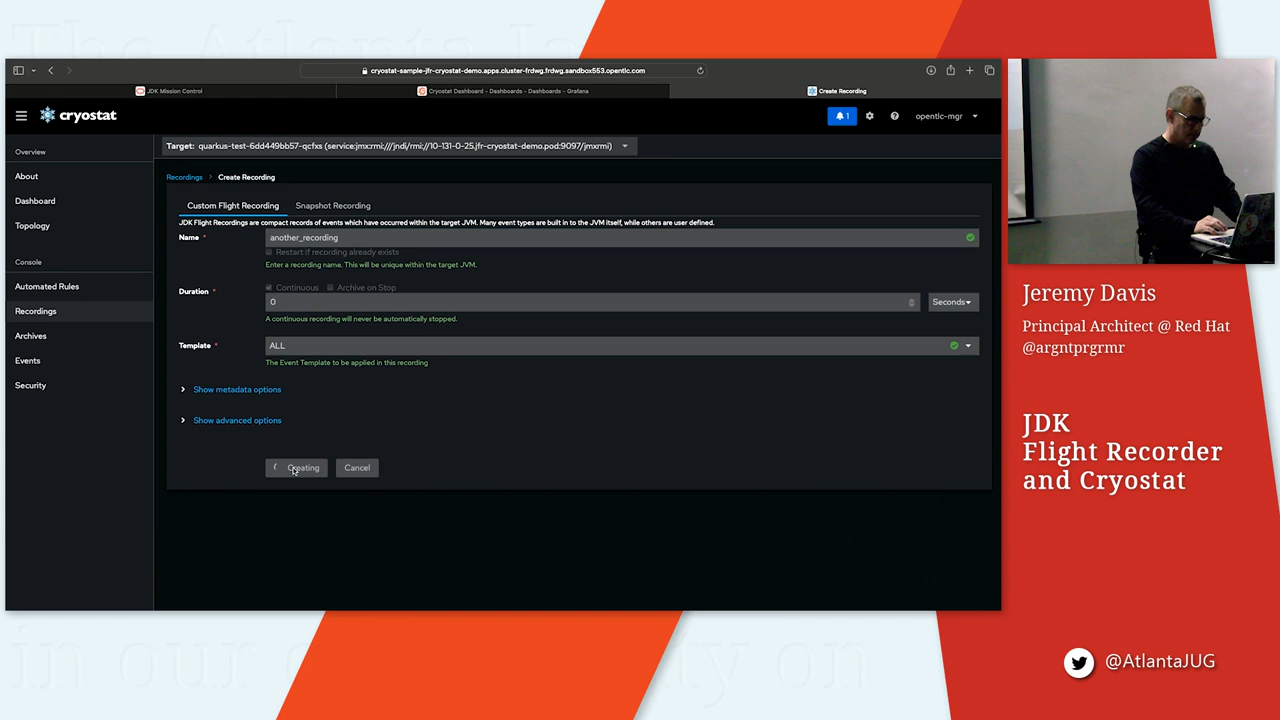 The Atlanta Ja
cryostat-sample-jfr-cryostat-demo.apps.cluster-frdwg.frdwg.sandbox553.opentlc.com
JDK Mission Control
Cryostat Dashboard - Dashboards - Dashboards - Grafana
Create Recording
cryostat
1
opentlc-mgr
Overview
About
Dashboard
Topology
Console
Automated Rules
Recordings
Archives
Events
Security
Target: quarkus-test-6dd449bb57-qcfxs (service:jmx:rmi:///jndi/rmi://10-131-0-25.jfr-cryostat-demo.pod:9097/jmxrmi)
Recordings > Create Recording
Custom Flight Recording Snapshot Recording
JDK Flight Recordings are compact records of events which have occurred within the target JVM. Many event types are built in to the JVM itself, while others are user defined.
Name * another_recording
Restart if recording already exists
Enter a recording name. This will be unique within the target JVM.
Duration * Continuous Archive on Stop
0 Seconds
A continuous recording will never be automatically stopped.
Template * ALL
The Event Template to be applied in this recording
Show metadata options
Show advanced options
Creating Cancel
Jeremy Davis
Principal Architect @ Red Hat
@argntprgrmr
JDK
Flight Recorder
and Cryostat
@AtlantaJUG